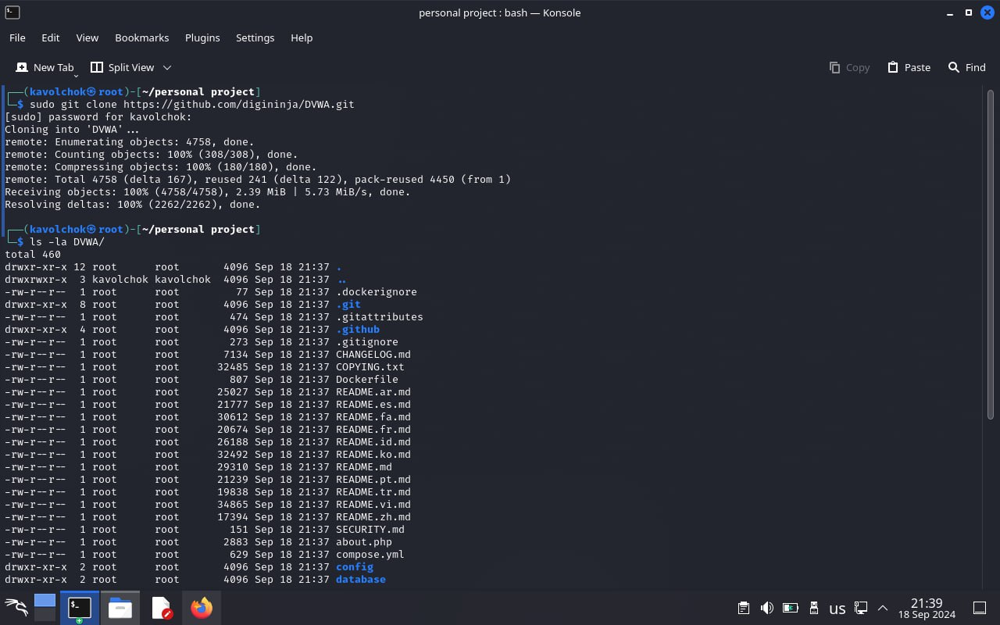 personal project : bash — Konsole
File Edit View Bookmarks Plugins Settings Help
New Tab Split View Copy Paste Find
┌──(kavolchok㉿root)-[~/personal project]
└─$ sudo git clone https://github.com/digininja/DVWA.git
[sudo] password for kavolchok:
Cloning into 'DVWA'...
remote: Enumerating objects: 4758, done.
remote: Counting objects: 100% (308/308), done.
remote: Compressing objects: 100% (180/180), done.
remote: Total 4758 (delta 167), reused 241 (delta 122), pack-reused 4450 (from 1)
Receiving objects: 100% (4758/4758), 2.39 MiB | 5.73 MiB/s, done.
Resolving deltas: 100% (2262/2262), done.
┌──(kavolchok㉿root)-[~/personal project]
└─$ ls -la DVWA/
total 460
drwxr-xr-x 12 root root 4096 Sep 18 21:37 .
drwxrwxr-x 3 kavolchok kavolchok 4096 Sep 18 21:37 ..
-rw-r--r-- 1 root root 77 Sep 18 21:37 .dockerignore
drwxr-xr-x 8 root root 4096 Sep 18 21:37 .git
-rw-r--r-- 1 root root 474 Sep 18 21:37 .gitattributes
drwxr-xr-x 4 root root 4096 Sep 18 21:37 .github
-rw-r--r-- 1 root root 273 Sep 18 21:37 .gitignore
-rw-r--r-- 1 root root 7134 Sep 18 21:37 CHANGELOG.md
-rw-r--r-- 1 root root 32485 Sep 18 21:37 COPYING.txt
-rw-r--r-- 1 root root 807 Sep 18 21:37 Dockerfile
-rw-r--r-- 1 root root 25027 Sep 18 21:37 README.ar.md
-rw-r--r-- 1 root root 21777 Sep 18 21:37 README.es.md
-rw-r--r-- 1 root root 30612 Sep 18 21:37 README.fa.md
-rw-r--r-- 1 root root 20674 Sep 18 21:37 README.fr.md
-rw-r--r-- 1 root root 26188 Sep 18 21:37 README.id.md
-rw-r--r-- 1 root root 32492 Sep 18 21:37 README.ko.md
-rw-r--r-- 1 root root 29310 Sep 18 21:37 README.md
-rw-r--r-- 1 root root 21239 Sep 18 21:37 README.pt.md
-rw-r--r-- 1 root root 19838 Sep 18 21:37 README.tr.md
-rw-r--r-- 1 root root 34865 Sep 18 21:37 README.vi.md
-rw-r--r-- 1 root root 17394 Sep 18 21:37 README.zh.md
-rw-r--r-- 1 root root 151 Sep 18 21:37 SECURITY.md
-rw-r--r-- 1 root root 2883 Sep 18 21:37 about.php
-rw-r--r-- 1 root root 629 Sep 18 21:37 compose.yml
drwxr-xr-x 2 root root 4096 Sep 18 21:37 config
drwxr-xr-x 2 root root 4096 Sep 18 21:37 database
us 21:39
18 Sep 2024